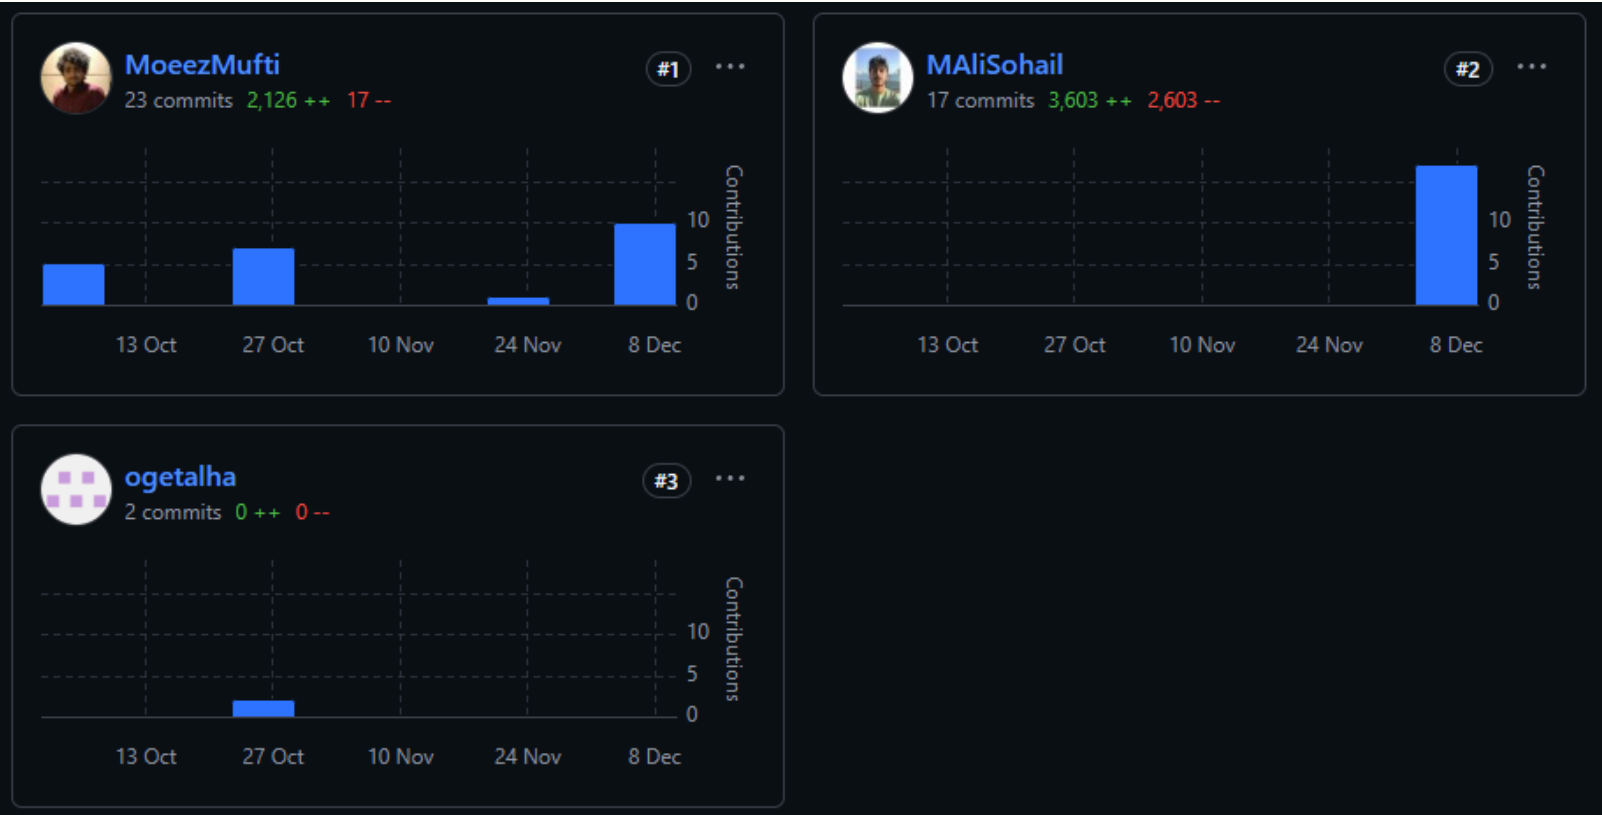 MoeezMufti
#1
23 commits 2,126 ++ 17 --
Contributions
10
5
0
13 Oct 27 Oct 10 Nov 24 Nov 8 Dec
MAliSohail
#2
17 commits 3,603 ++ 2,603 --
Contributions
10
5
0
13 Oct 27 Oct 10 Nov 24 Nov 8 Dec
ogetalha
#3
2 commits 0 ++ 0 --
Contributions
10
5
0
13 Oct 27 Oct 10 Nov 24 Nov 8 Dec